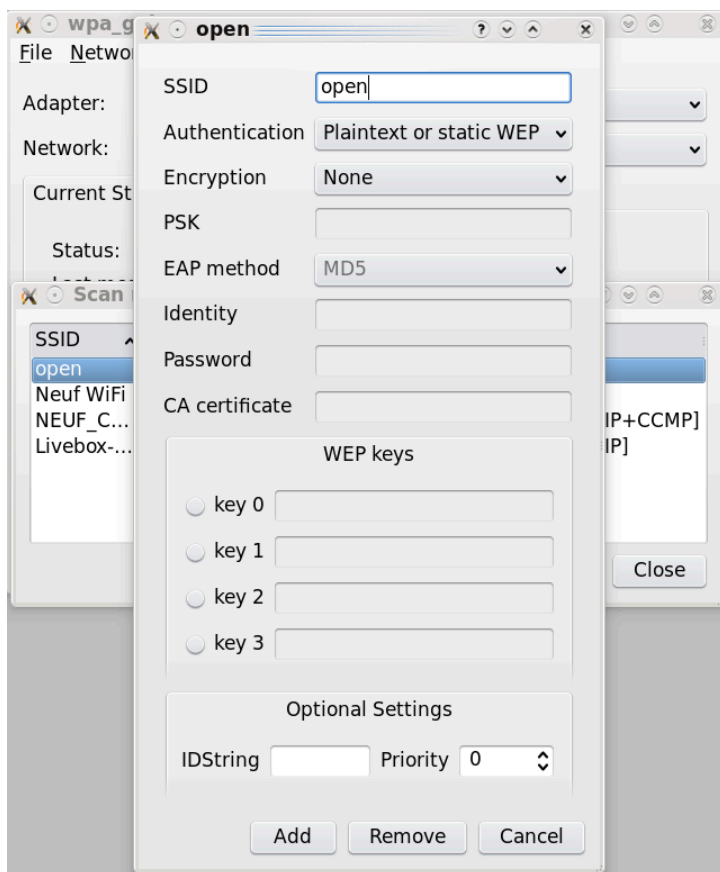 wpa_g
open
File Netwo
Adapter:
Network:
Current St
Status:
Scan
SSID
open
Neuf WiFi
NEUF_C...
IP+CCMP]
Livebox-...
IP]
Close
SSID open
Authentication Plaintext or static WEP
Encryption None
PSK
EAP method MD5
Identity
Password
CA certificate
WEP keys
key 0
key 1
key 2
key 3
Optional Settings
IDString Priority 0
Add Remove Cancel